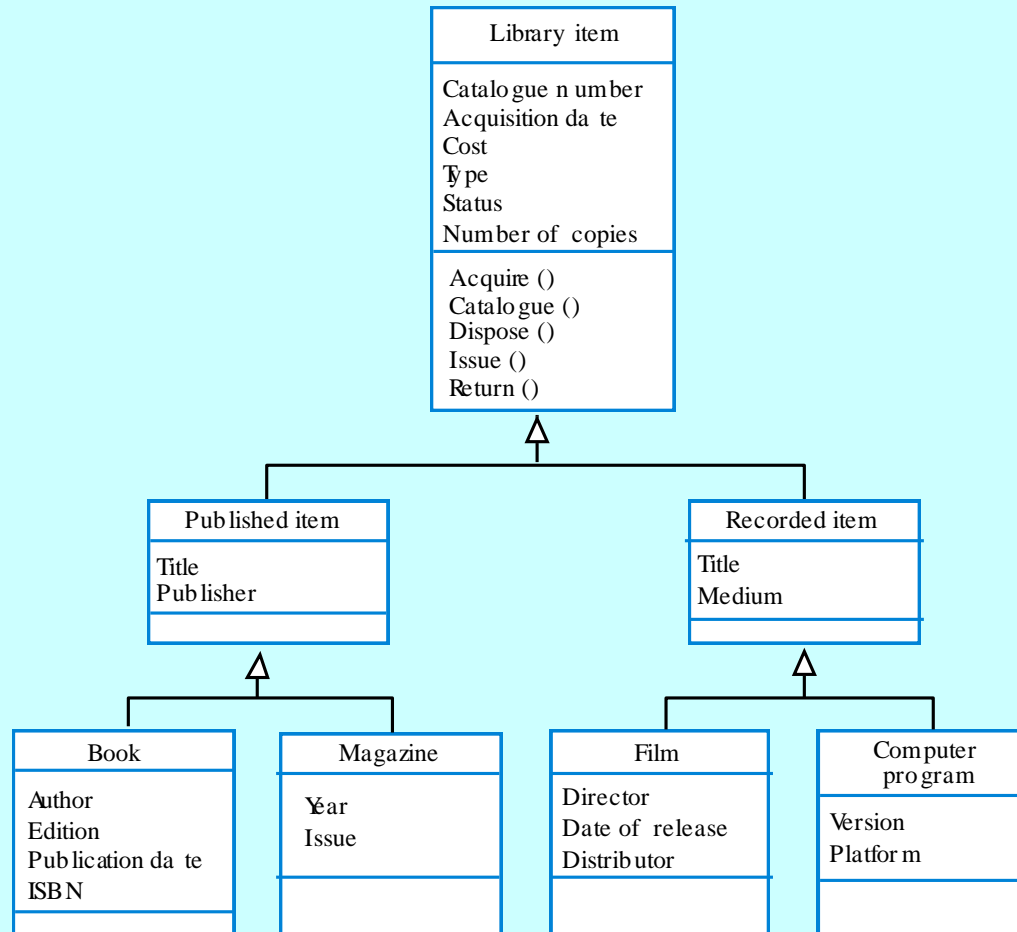 Library item
Catalogue number
Acquisition date
Cost
Type
Status
Number of copies
Acquire ()
Catalogue ()
Dispose ()
Issue ()
Return ()
Published item
Title
Publisher
Recorded item
Title
Medium
Book
Author
Edition
Publication date
ISBN
Magazine
Year
Issue
Film
Director
Date of release
Distributor
Computer
program
Version
Platform